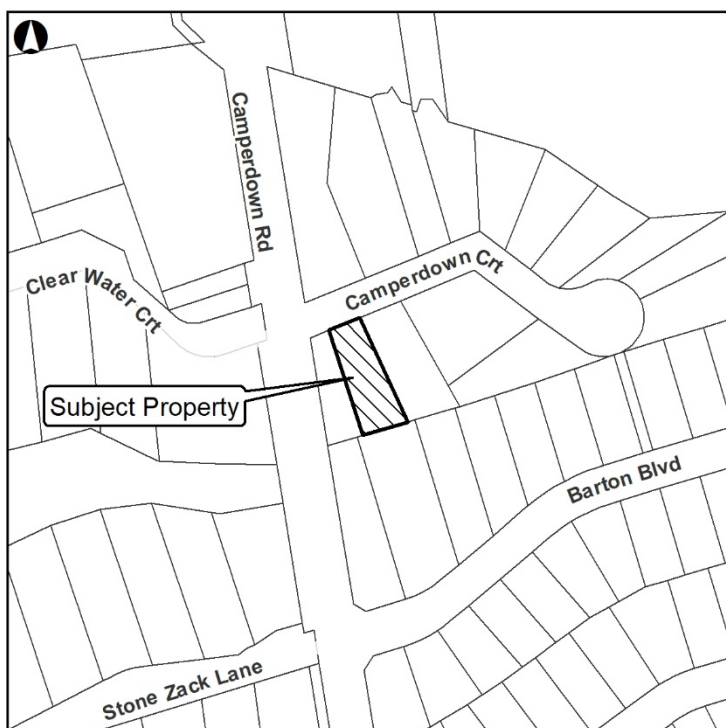 Camperdown Rd
Clear Water Crt
Camperdown Crt
Subject Property
Barton Blvd
Stone Zack Lane